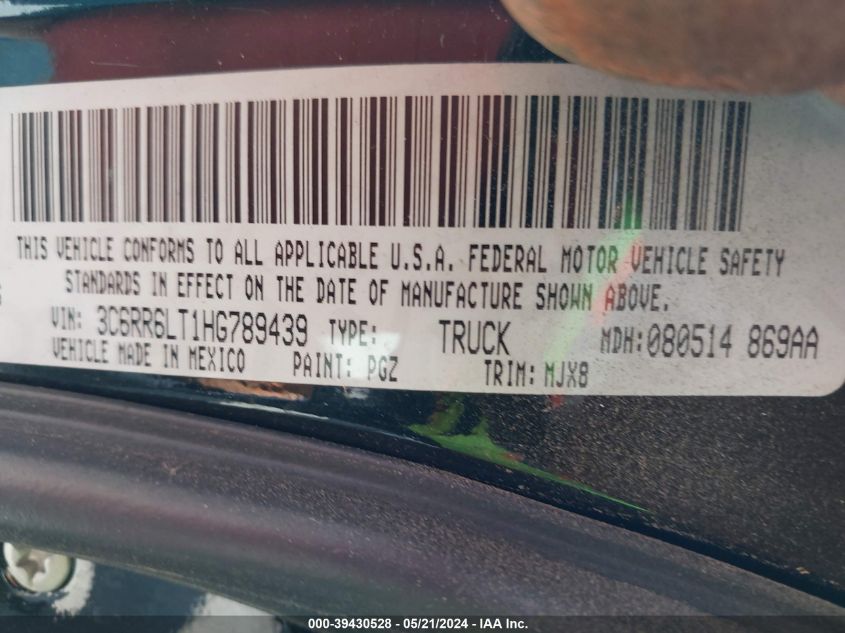 THIS VEHICLE CONFORMS TO ALL APPLICABLE U.S.A. FEDERAL MOTOR VEHICLE SAFETY
STANDARDS IN EFFECT ON THE DATE OF MANUFACTURE SHOWN ABOVE.
VIN: 3C6RR6LT1HG789439 TYPE: TRUCK MDH:080514 869AA
VEHICLE MADE IN MEXICO PAINT: PGZ TRIM: MJX8
000-39430528 - 05/21/2024 - IAA Inc.